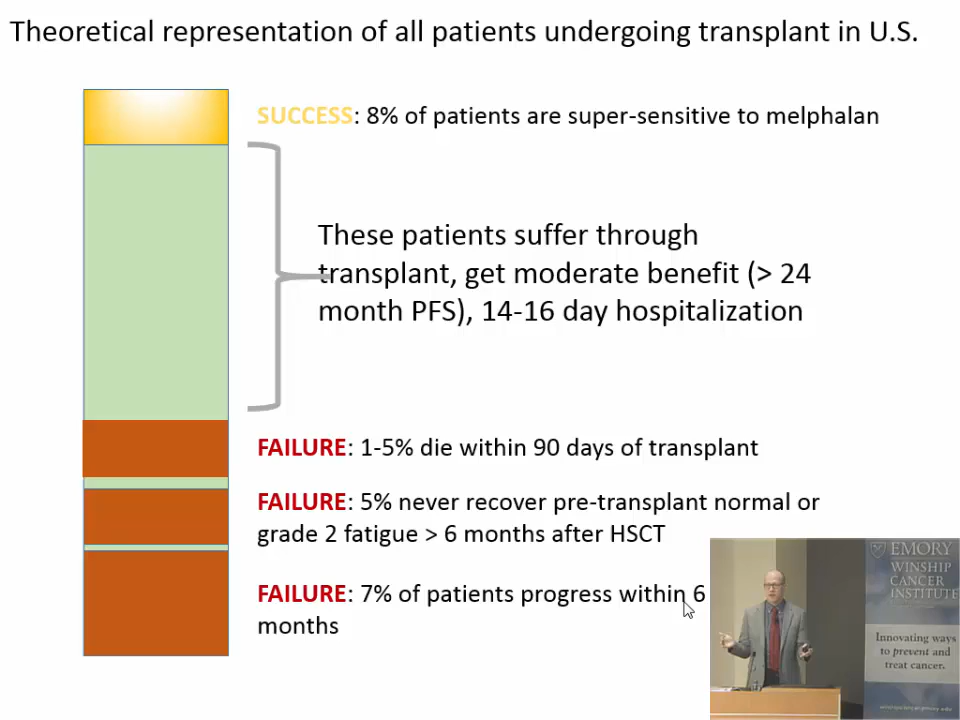 Theoretical representation of all patients undergoing transplant in U.S.
SUCCESS: 8% of patients are super-sensitive to melphalan
These patients suffer through
transplant, get moderate benefit (> 24
month PFS), 14-16 day hospitalization
FAILURE: 1-5% die within 90 days of transplant
FAILURE: 5% never recover pre-transplant normal or
grade 2 fatigue > 6 months after HSCT
FAILURE: 7% of patients progress within 6
months
EMORY
WINSHIP
CANCER
INSTITUTE
Innovating ways
to prevent and
treat cancer.